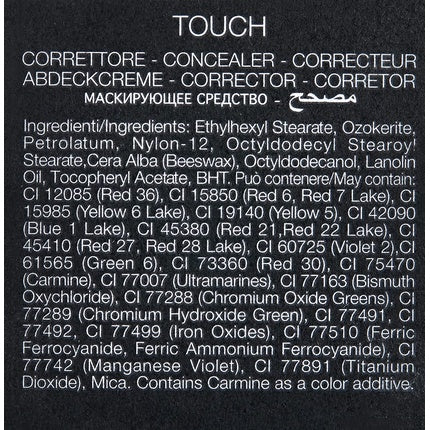 TOUCH
CORRETTORE - CONCEALER - CORRECTEUR
ABDECKCREME - CORRECTOR - CORRETOR
МАСКИРУЮЩЕЕ СРЕДСТВО - مصحح
Ingredienti/Ingredients: Ethylhexyl Stearate, Ozokerite,
Petrolatum, Nylon-12, Octyldodecyl Stearoyl
Stearate,Cera Alba (Beeswax), Octyldodecanol, Lanolin
Oil, Tocopheryl Acetate, BHT. Può contenere/May contain:
CI 12085 (Red 36), CI 15850 (Red 6, Red 7 Lake), CI
15985 (Yellow 6 Lake), CI 19140 (Yellow 5), CI 42090
(Blue 1 Lake), CI 45380 (Red 21,Red 22 Lake), CI
45410 (Red 27, Red 28 Lake), CI 60725 (Violet 2),CI
61565 (Green 6), CI 73360 (Red 30), CI 75470
(Carmine), CI 77007 (Ultramarines), CI 77163 (Bismuth
Oxychloride), CI 77288 (Chromium Oxide Greens), CI
77289 (Chromium Hydroxide Green), CI 77491, CI
77492, CI 77499 (Iron Oxides), CI 77510 (Ferric
Ferrocyanide, Ferric Ammonium Ferrocyanide), CI
77742 (Manganese Violet), CI 77891 (Titanium
Dioxide), Mica. Contains Carmine as a color additive.